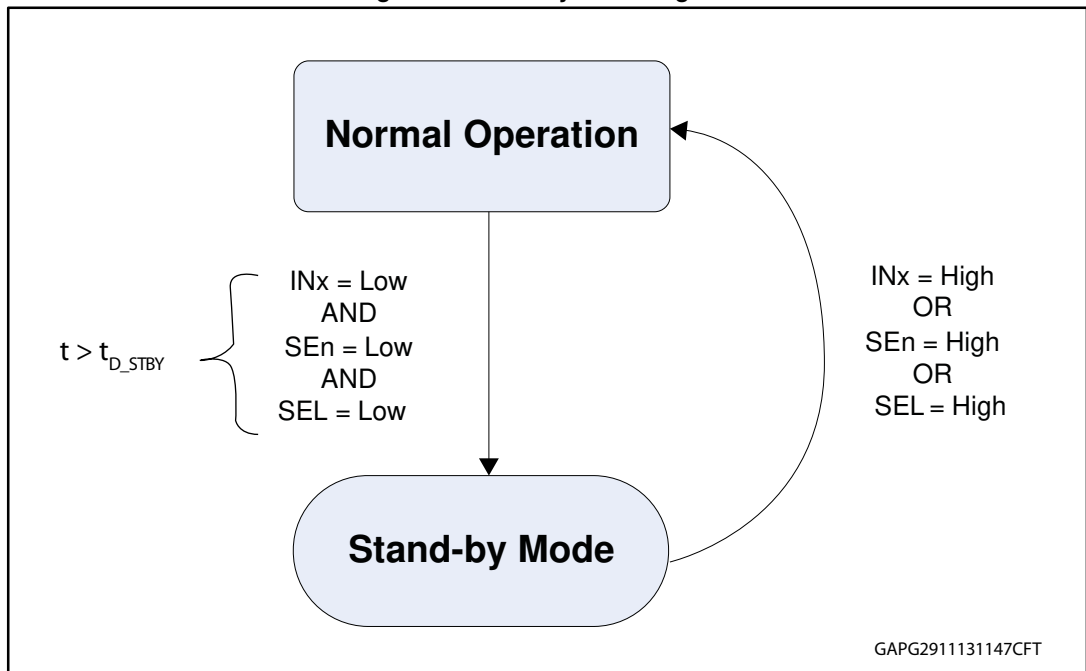 Normal Operation
t > tD_STBY
INx = Low
AND
SEn = Low
AND
SEL = Low
INx = High
OR
SEn = High
OR
SEL = High
Stand-by Mode
GAPG2911131147CFT